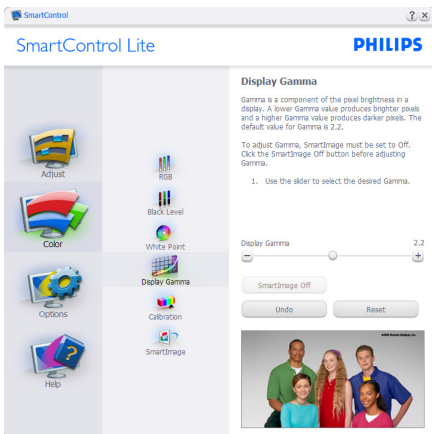 SmartControl
? x
SmartControl Lite
PHILIPS
Adjust
Color
Options
Help
RGB
Black Level
White Point
Display Gamma
Calibration
SmartImage
Display Gamma
Gamma is a component of the pixel brightness in a
display. A lower Gamma value produces brighter pixels
and a higher Gamma value produces darker pixels. The
default value for Gamma is 2.2.
To adjust Gamma, SmartImage must be set to Off.
Click the SmartImage Off button before adjusting
Gamma.
1. Use the slider to select the desired Gamma.
Display Gamma 2.2
SmartImage Off
Undo Reset